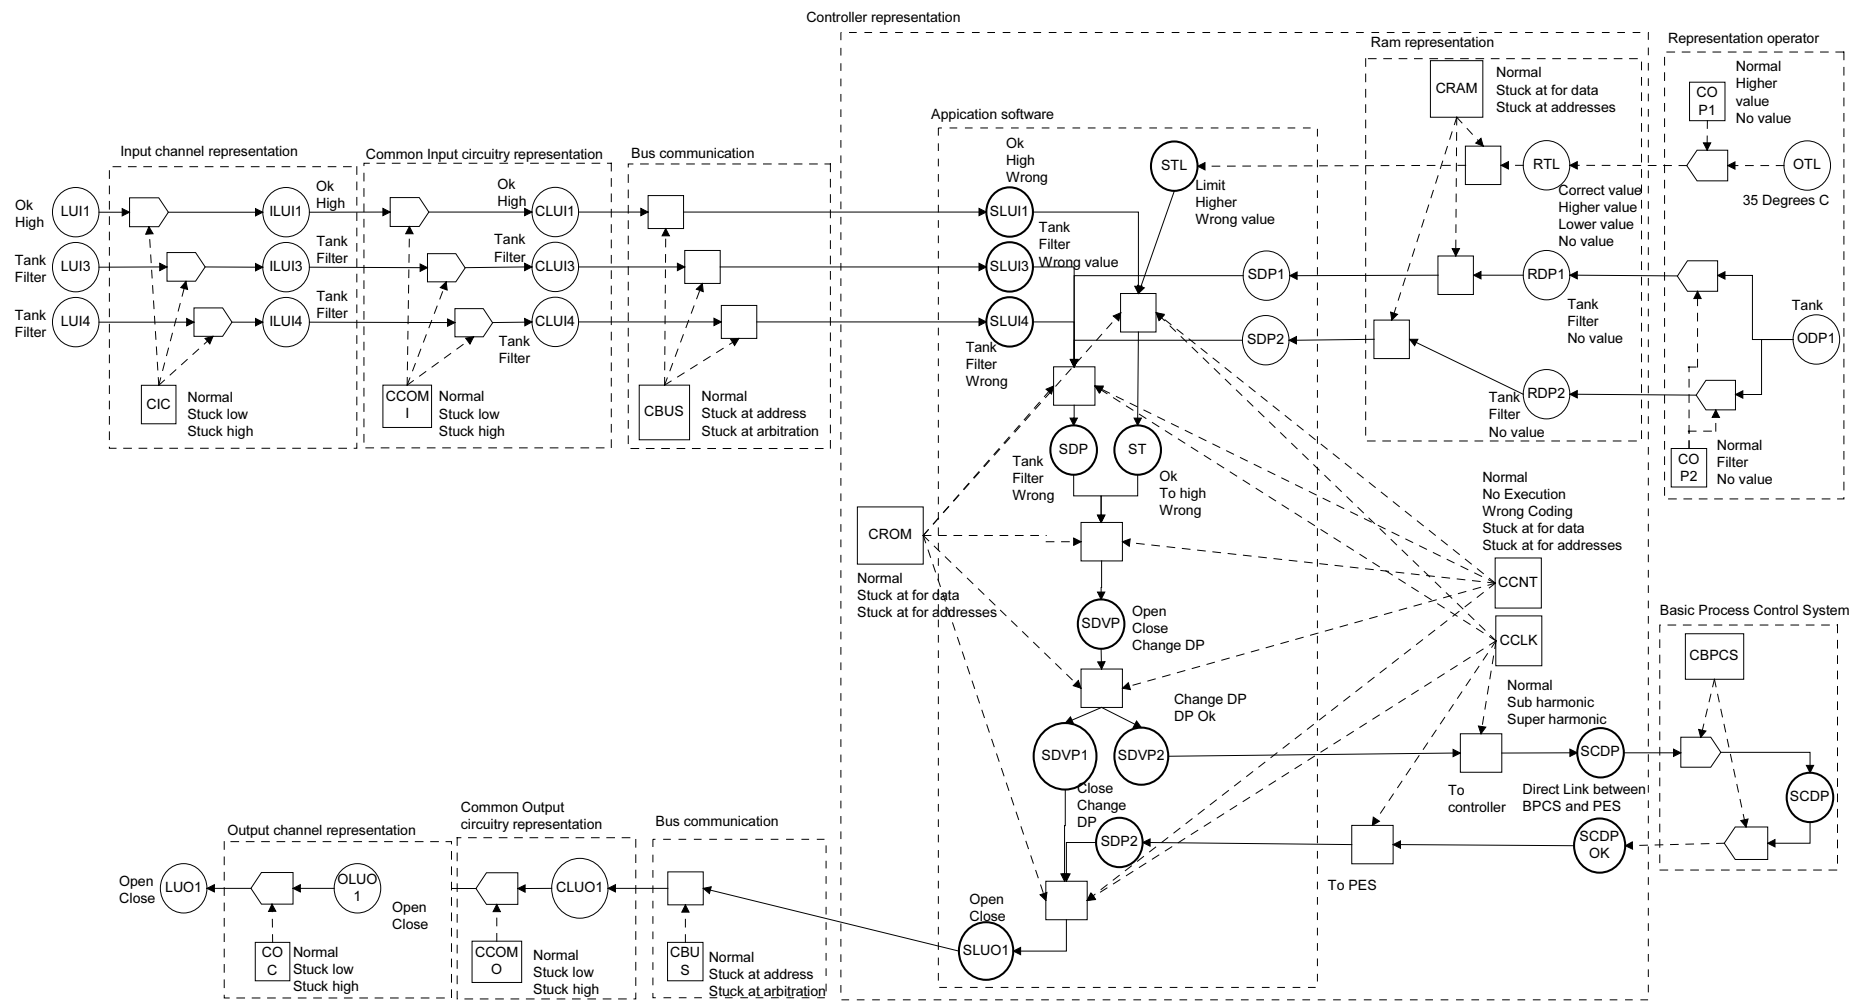 Controller representation
Input channel representation
Ok
High
LUI1
Tank
Filter
LUI3
Tank
Filter
LUI4
CIC
Normal
Stuck low
Stuck high
ILUI1
Ok
High
ILUI3
Tank
Filter
ILUI4
Tank
Filter
Common Input circuitry representation
CCOM
I
Normal
Stuck low
Stuck high
Ok
High
CLUI1
Tank
Filter
CLUI3
CLUI4
Tank
Filter
Bus communication
CBUS
Normal
Stuck at address
Stuck at arbitration
Appication software
Ok
High
Wrong
SLUI1
Tank
Filter
Wrong value
SLUI3
SLUI4
Tank
Filter
Wrong
STL
Limit
Higher
Wrong value
SDP1
SDP2
SDP
Tank
Filter
Wrong
ST
Ok
To high
Wrong
CROM
Normal
Stuck at for data
Stuck at for addresses
SDVP
Open
Close
Change DP
Change DP
DP Ok
SDVP1
SDVP2
Close
Change
DP
SDP2
Open
Close
SLUO1
Ram representation
CRAM
Normal
Stuck at for data
Stuck at addresses
RTL
Correct value
Higher value
Lower value
No value
RDP1
Tank
Filter
No value
RDP2
Tank
Filter
No value
Representation operator
Normal
Higher
value
No value
CO
P1
OTL
35 Degrees C
Tank
ODP1
CO
P2
Normal
Filter
No value
Normal
No Execution
Wrong Coding
Stuck at for data
Stuck at for addresses
CCNT
CCLK
Normal
Sub harmonic
Super harmonic
To
controller
SCDP
Direct Link between
BPCS and PES
SCDP
OK
To PES
Basic Process Control System
CBPCS
SCDP
Output channel representation
Open
Close
LUO1
OLUO
1
Open
Close
CO
C
Normal
Stuck low
Stuck high
Common Output
circuitry representation
CLUO1
CCOM
O
Normal
Stuck low
Stuck high
Bus communication
CBU
S
Normal
Stuck at address
Stuck at arbitration